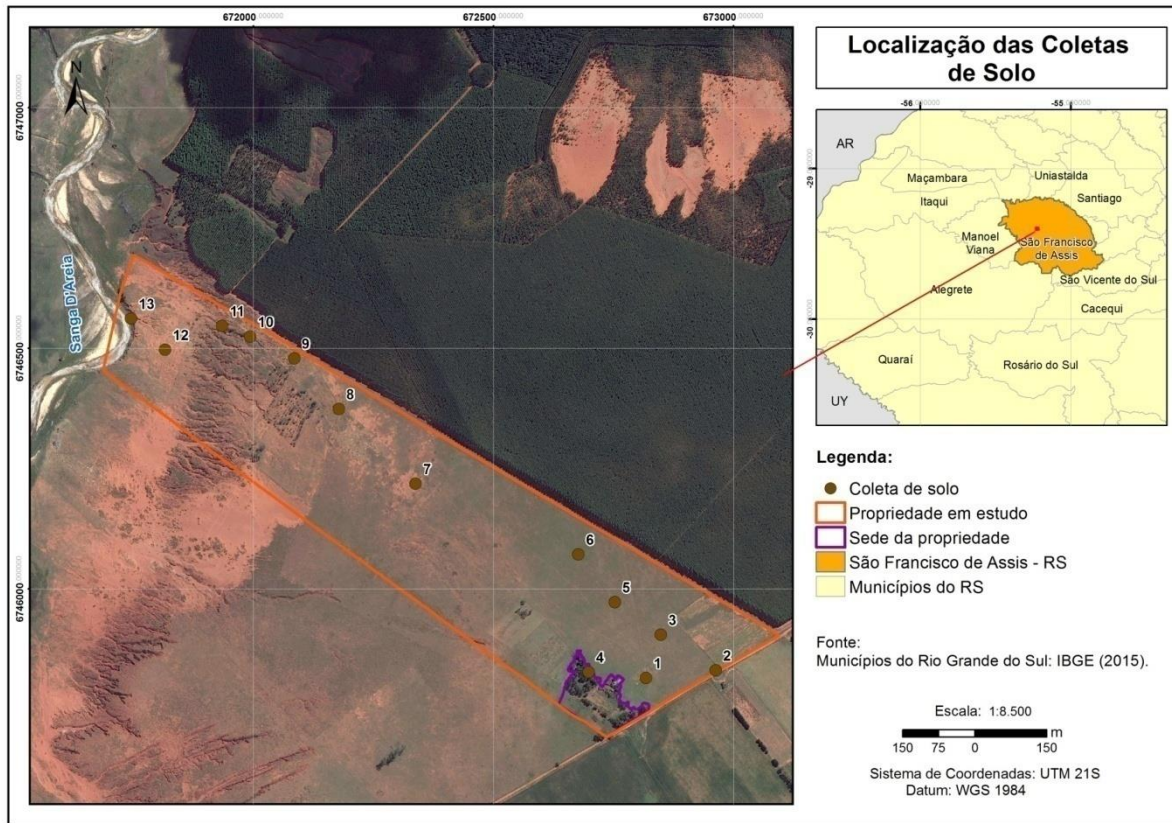 Localização das Coletas
de Solo
672000,000000
672500,000000
673000,000000
6747000
6746500
6746000
N
Sanga D'Areia
13
12
11
10
9
8
7
6
5
3
4
1
2
-56,000000
-55,000000
-29
-30
AR
Maçambara
Uniastalda
Itaqui
Santiago
Manoel
Viana
São Francisco
de Assis
São Vicente do Sul
Alegrete
Cacequi
Quaraí
Rosário do Sul
UY
Legenda:
Coleta de solo
Propriedade em estudo
Sede da propriedade
São Francisco de Assis - RS
Municípios do RS
Fonte:
Municípios do Rio Grande do Sul: IBGE (2015).
Escala: 1:8.500
150 75 0 150 m
Sistema de Coordenadas: UTM 21S
Datum: WGS 1984